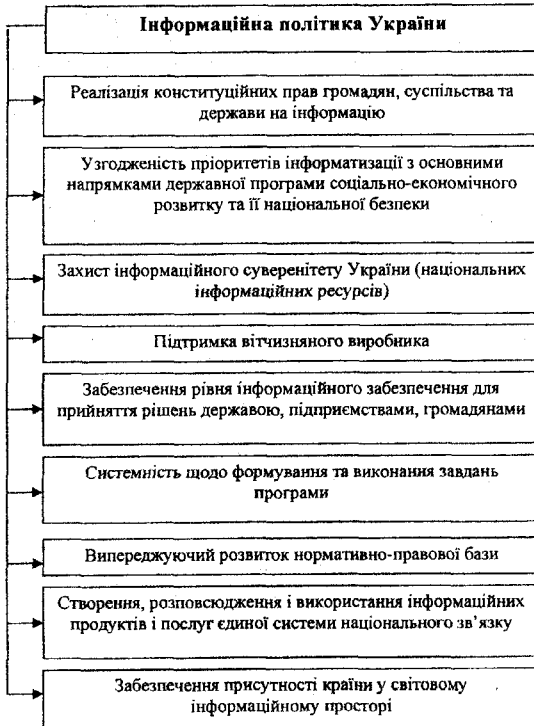 Інформаційна політика України
Реалізація конституційних прав громадян, суспільства та
держави на інформацію
Узгодженість пріоритетів інформатизації з основними
напрямками державної програми соціально-економічного
розвитку та її національної безпеки
Захист інформаційного суверенітету України (національних
інформаційних ресурсів)
Підтримка вітчизняного виробника
Забезпечення рівня інформаційного забезпечення для
прийняття рішень державою, підприємствами, громадянами
Системність щодо формування та виконання завдань
програми
Випереджуючий розвиток нормативно-правової бази
Створення, розповсюдження і використання інформаційних
продуктів і послуг єдиної системи національного зв’язку
Забезпечення присутності країни у світовому
інформаційному просторі